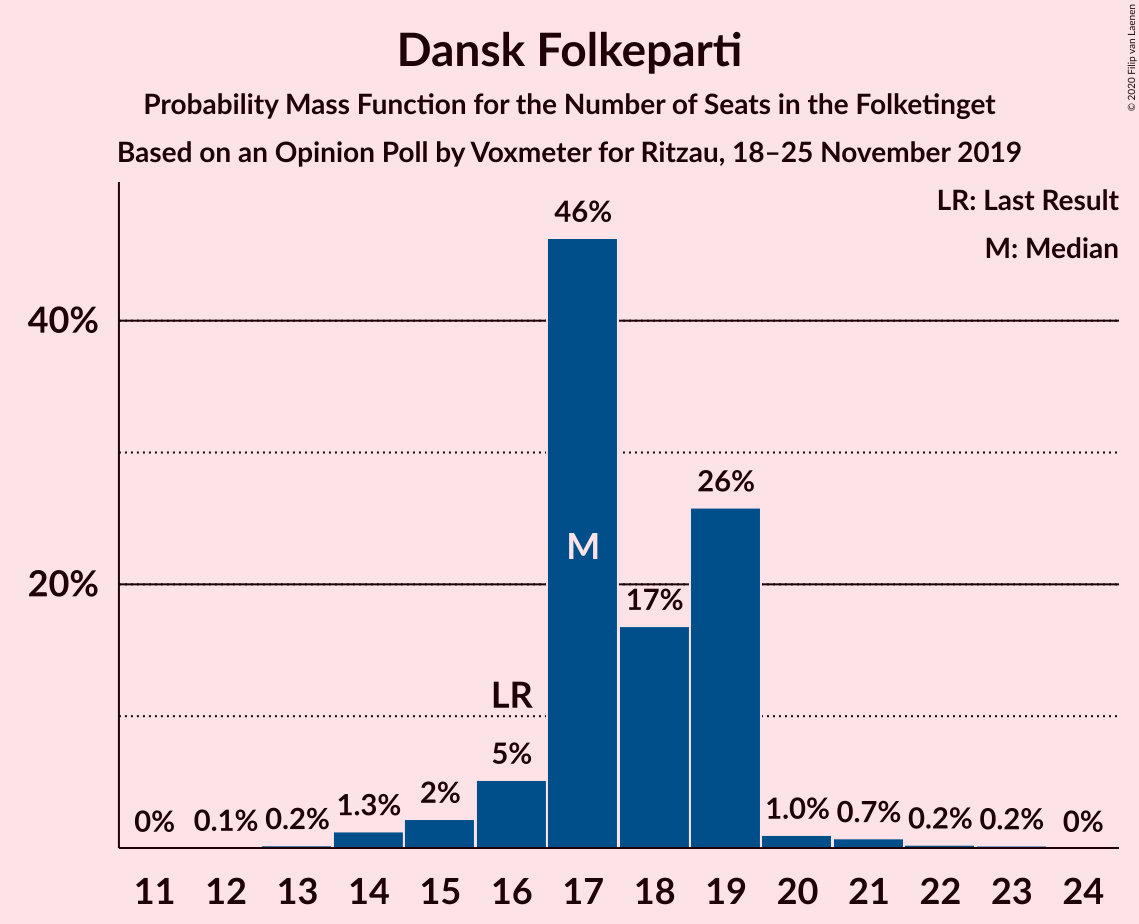 Dansk Folkeparti
Probability Mass Function for the Number of Seats in the Folketinget
Based on an Opinion Poll by Voxmeter for Ritzau, 18–25 November 2019
© 2020 Filip van Laenen
LR: Last Result
M: Median
40%
20%
0%
0.1%
0.2%
1.3%
2%
LR
5%
46%
M
17%
26%
1.0%
0.7%
0.2%
0.2%
0%
11 12 13 14 15 16 17 18 19 20 21 22 23 24